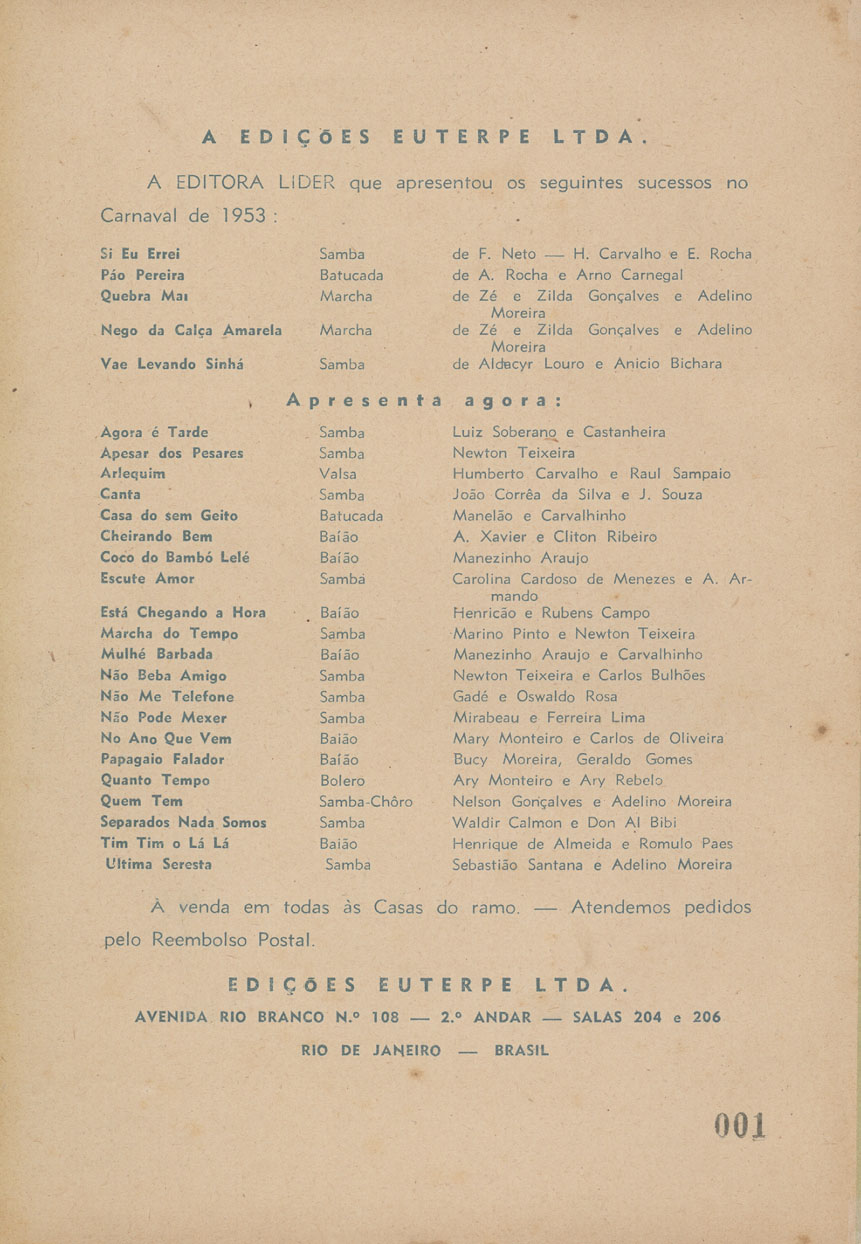 A EDIÇÕES EUTERPE LTDA.
A EDITORA LIDER que apresentou os seguintes sucessos no
Carnaval de 1953 :
Si Eu Errei Samba de F. Neto — H. Carvalho e E. Rocha
Páo Pereira Batucada de A. Rocha e Arno Carnegal
Quebra Mar Marcha de Zé e Zilda Gonçalves e Adelino
Moreira
Nego da Calça Amarela Marcha de Zé e Zilda Gonçalves e Adelino
Moreira
Vae Levando Sinhá Samba de Aldacyr Louro e Anicio Bichara
Apresenta agora:
Agora é Tarde Samba Luiz Soberano e Castanheira
Apesar dos Pesares Samba Newton Teixeira
Arlequim Valsa Humberto Carvalho e Raul Sampaio
Canta Samba João Corrêa da Silva e J. Souza
Casa do sem Geito Batucada Manelão e Carvalhinho
Cheirando Bem Baião A. Xavier e Cliton Ribeiro
Coco do Bambó Lelé Baião Manezinho Araujo
Escute Amor Samba Carolina Cardoso de Menezes e A. Ar-
mando
Está Chegando a Hora Baião Henricão e Rubens Campo
Marcha do Tempo Samba Marino Pinto e Newton Teixeira
Mulhé Barbada Baião Manezinho Araujo e Carvalhinho
Não Beba Amigo Samba Newton Teixeira e Carlos Bulhões
Não Me Telefone Samba Gadé e Oswaldo Rosa
Não Pode Mexer Samba Mirabeau e Ferreira Lima
No Ano Que Vem Baião Mary Monteiro e Carlos de Oliveira
Papagaio Falador Baião Bucy Moreira, Geraldo Gomes
Quanto Tempo Bolero Ary Monteiro e Ary Rebelo
Quem Tem Samba-Chôro Nelson Gonçalves e Adelino Moreira
Separados Nada Somos Samba Waldir Calmon e Don Al Bibi
Tim Tim o Lá Lá Baião Henrique de Almeida e Romulo Paes
Ultima Seresta Samba Sebastião Santana e Adelino Moreira
À venda em todas às Casas do ramo. — Atendemos pedidos
pelo Reembolso Postal.
EDIÇÕES EUTERPE LTDA.
AVENIDA RIO BRANCO N.º 108 — 2.º ANDAR — SALAS 204 e 206
RIO DE JANEIRO — BRASIL
001